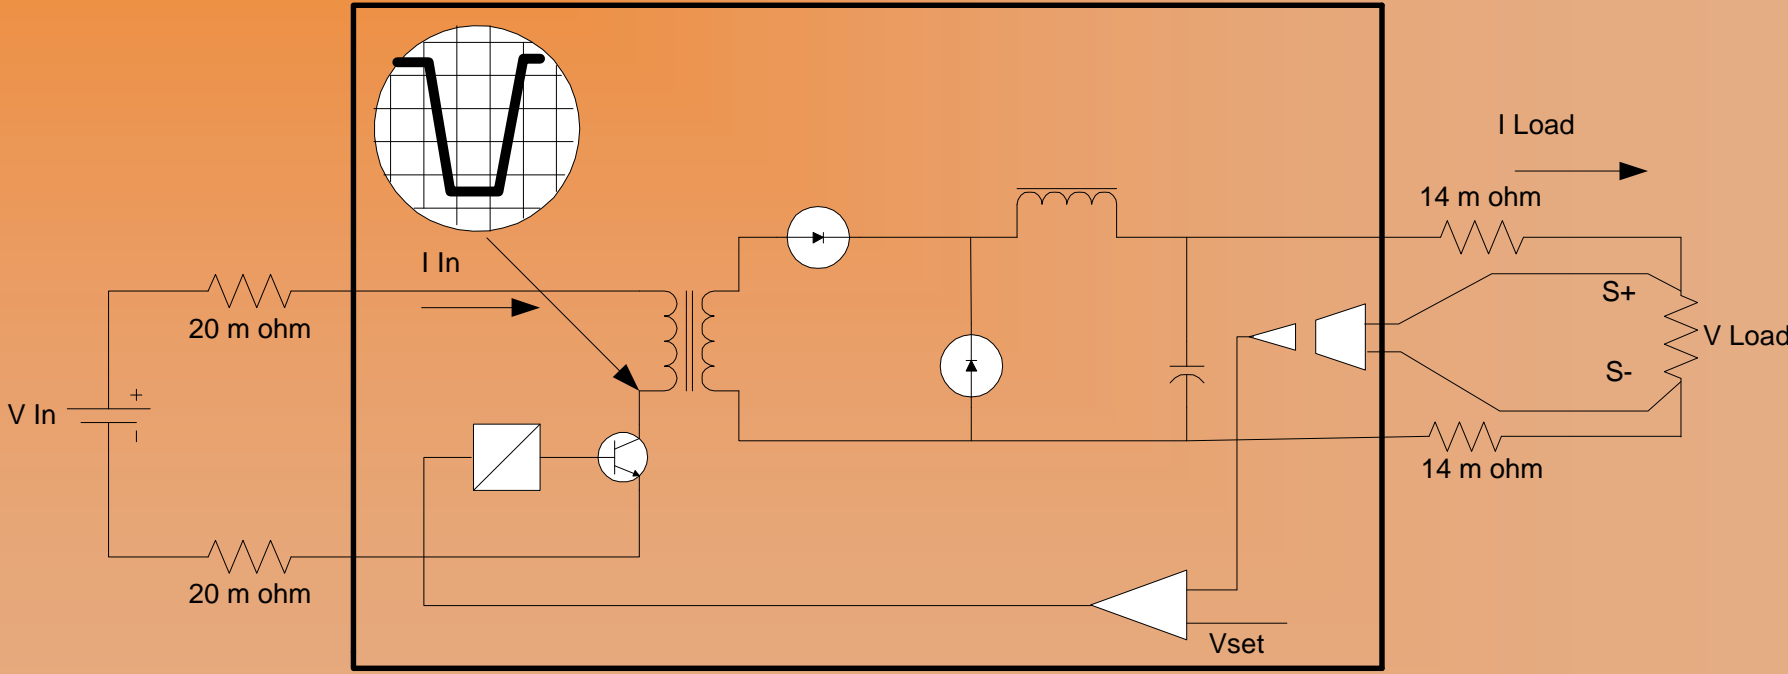 I Load
14 m ohm
I In
S+
20 m ohm
V Load
S-
+
V In
−
14 m ohm
20 m ohm
Vset